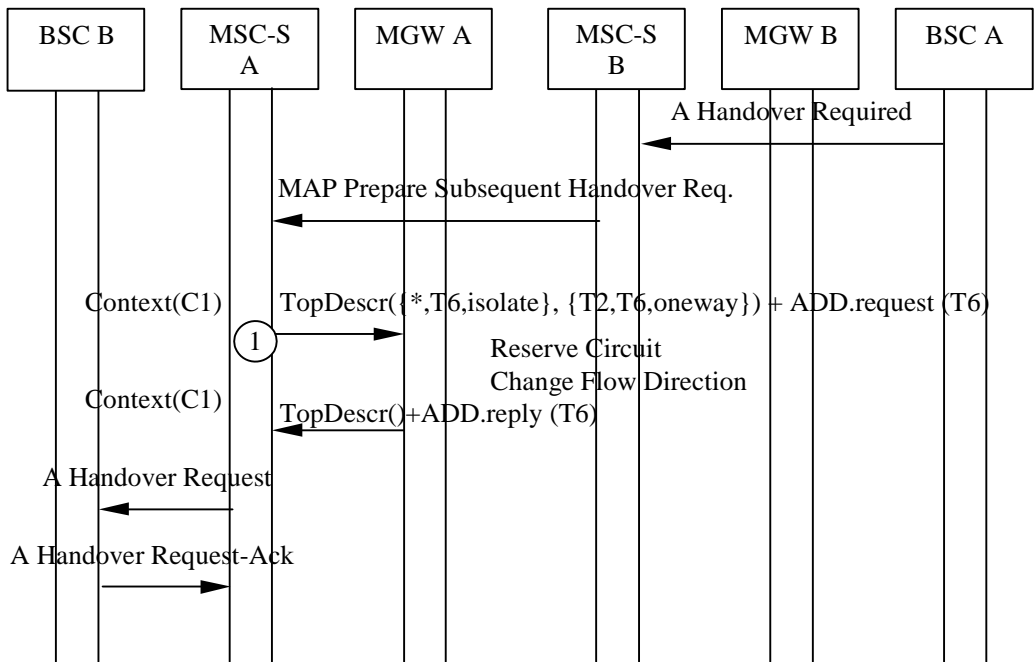 BSC B
MSC-S
A
MGW A
MSC-S
B
MGW B
BSC A
A Handover Required
MAP Prepare Subsequent Handover Req.
Context(C1)
TopDescr({*,T6,isolate}, {T2,T6,oneway}) + ADD.request (T6)
1
Reserve Circuit
Change Flow Direction
Context(C1)
TopDescr()+ADD.reply (T6)
A Handover Request
A Handover Request-Ack